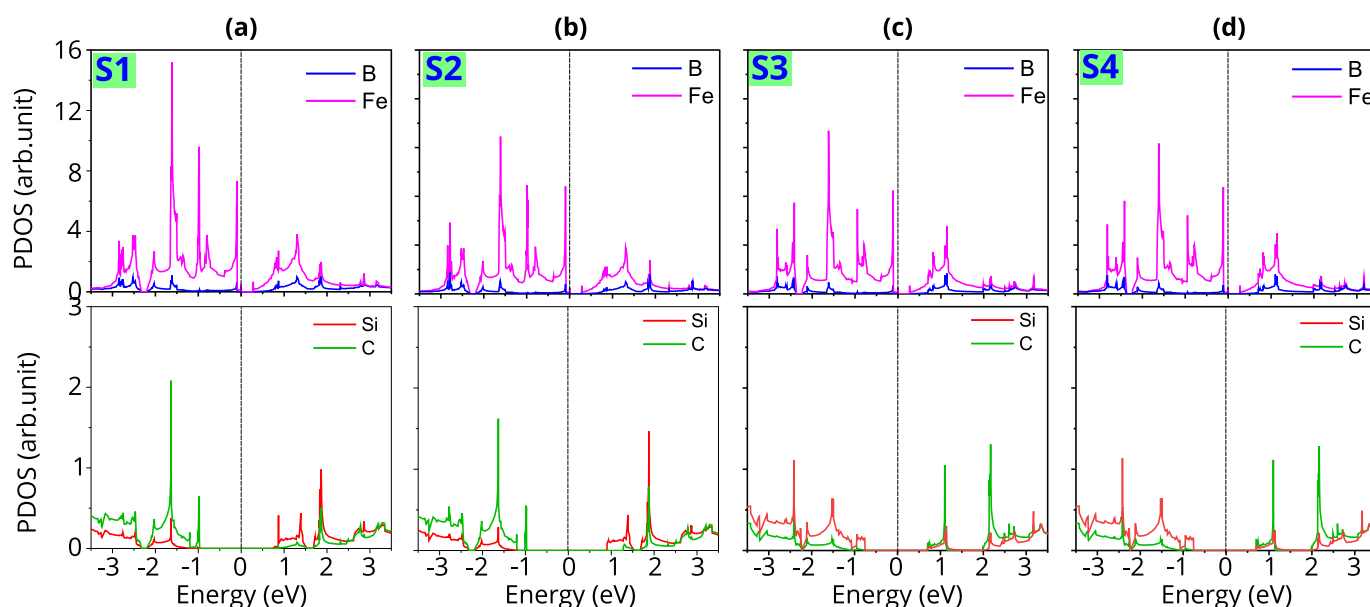 (a) (b) (c) (d)
S1 B Fe
S2 B Fe
S3 B Fe
S4 B Fe
PDOS (arb.unit)
16
12
8
4
0
3
2
1
0
PDOS (arb.unit)
Si C
Si C
Si C
Si C
-3 -2 -1 0 1 2 3
-3 -2 -1 0 1 2 3
-3 -2 -1 0 1 2 3
-3 -2 -1 0 1 2 3
Energy (eV) Energy (eV) Energy (eV) Energy (eV)